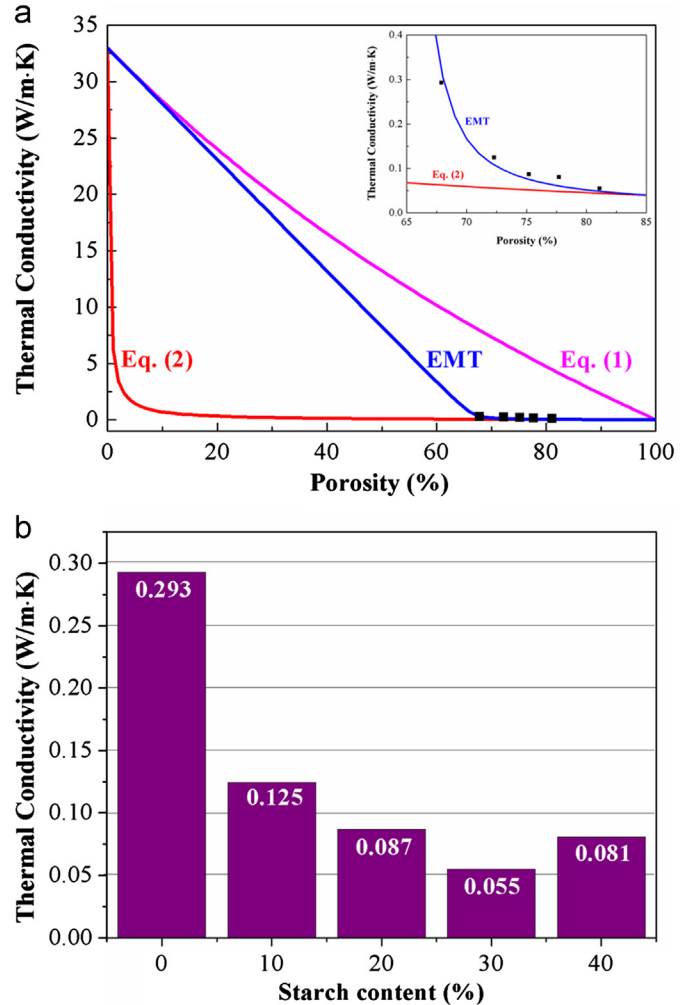 a
Thermal Conductivity (W/m·K)
35
30
25
20
15
10
5
0
0 20 40 60 80 100
Porosity (%)
Eq. (2)
EMT
Eq. (1)
Thermal Conductivity (W/m·K)
0.4
0.3
0.2
0.1
0.0
65 70 75 80 85
Porosity (%)
EMT
Eq. (2)
b
Thermal Conductivity (W/m·K)
0.30
0.25
0.20
0.15
0.10
0.05
0.00
0.293
0.125
0.087
0.055
0.081
0 10 20 30 40
Starch content (%)